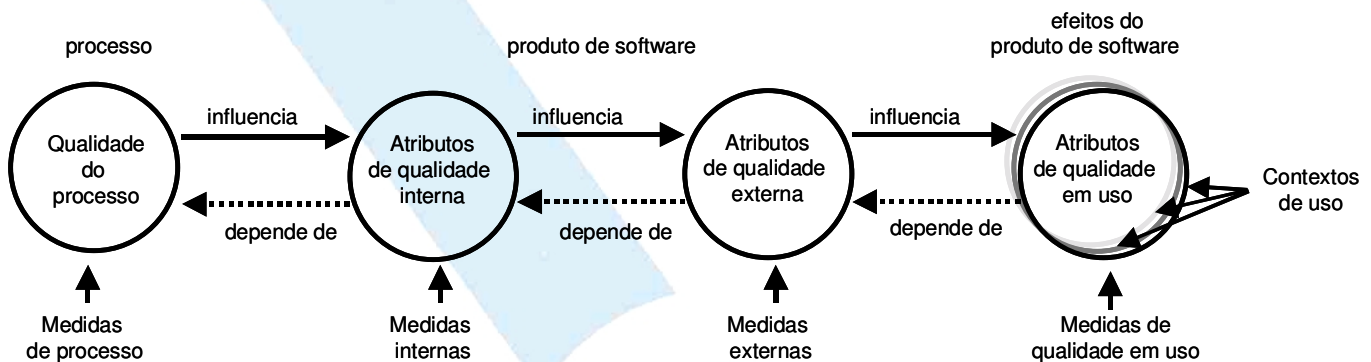 processo
produto de software
efeitos do
produto de software
Qualidade
do
processo
influencia
depende de
Atributos
de qualidade
interna
influencia
depende de
Atributos
de qualidade
externa
influencia
depende de
Atributos
de qualidade
em uso
Contextos
de uso
Medidas
de processo
Medidas
internas
Medidas
externas
Medidas de
qualidade em uso